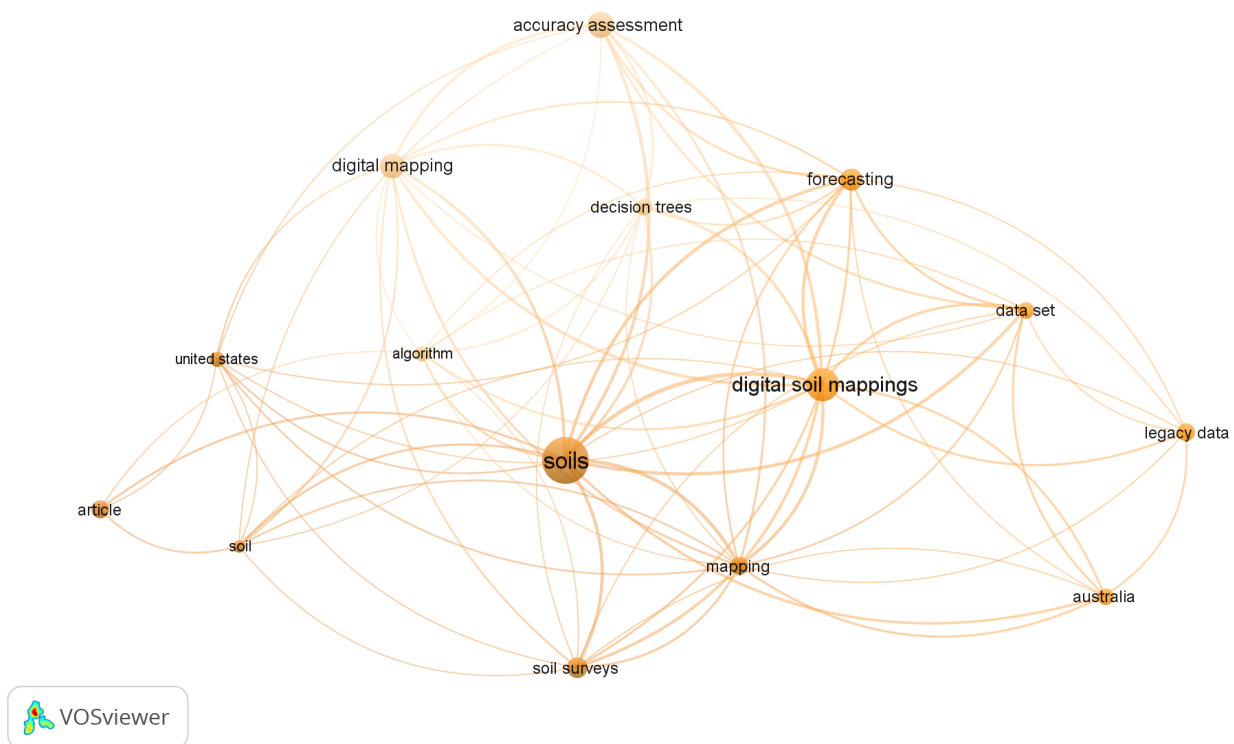 accuracy assessment
digital mapping
forecasting
decision trees
data set
algorithm
united states
digital soil mappings
legacy data
soils
article
soil
mapping
australia
soil surveys
VOSviewer